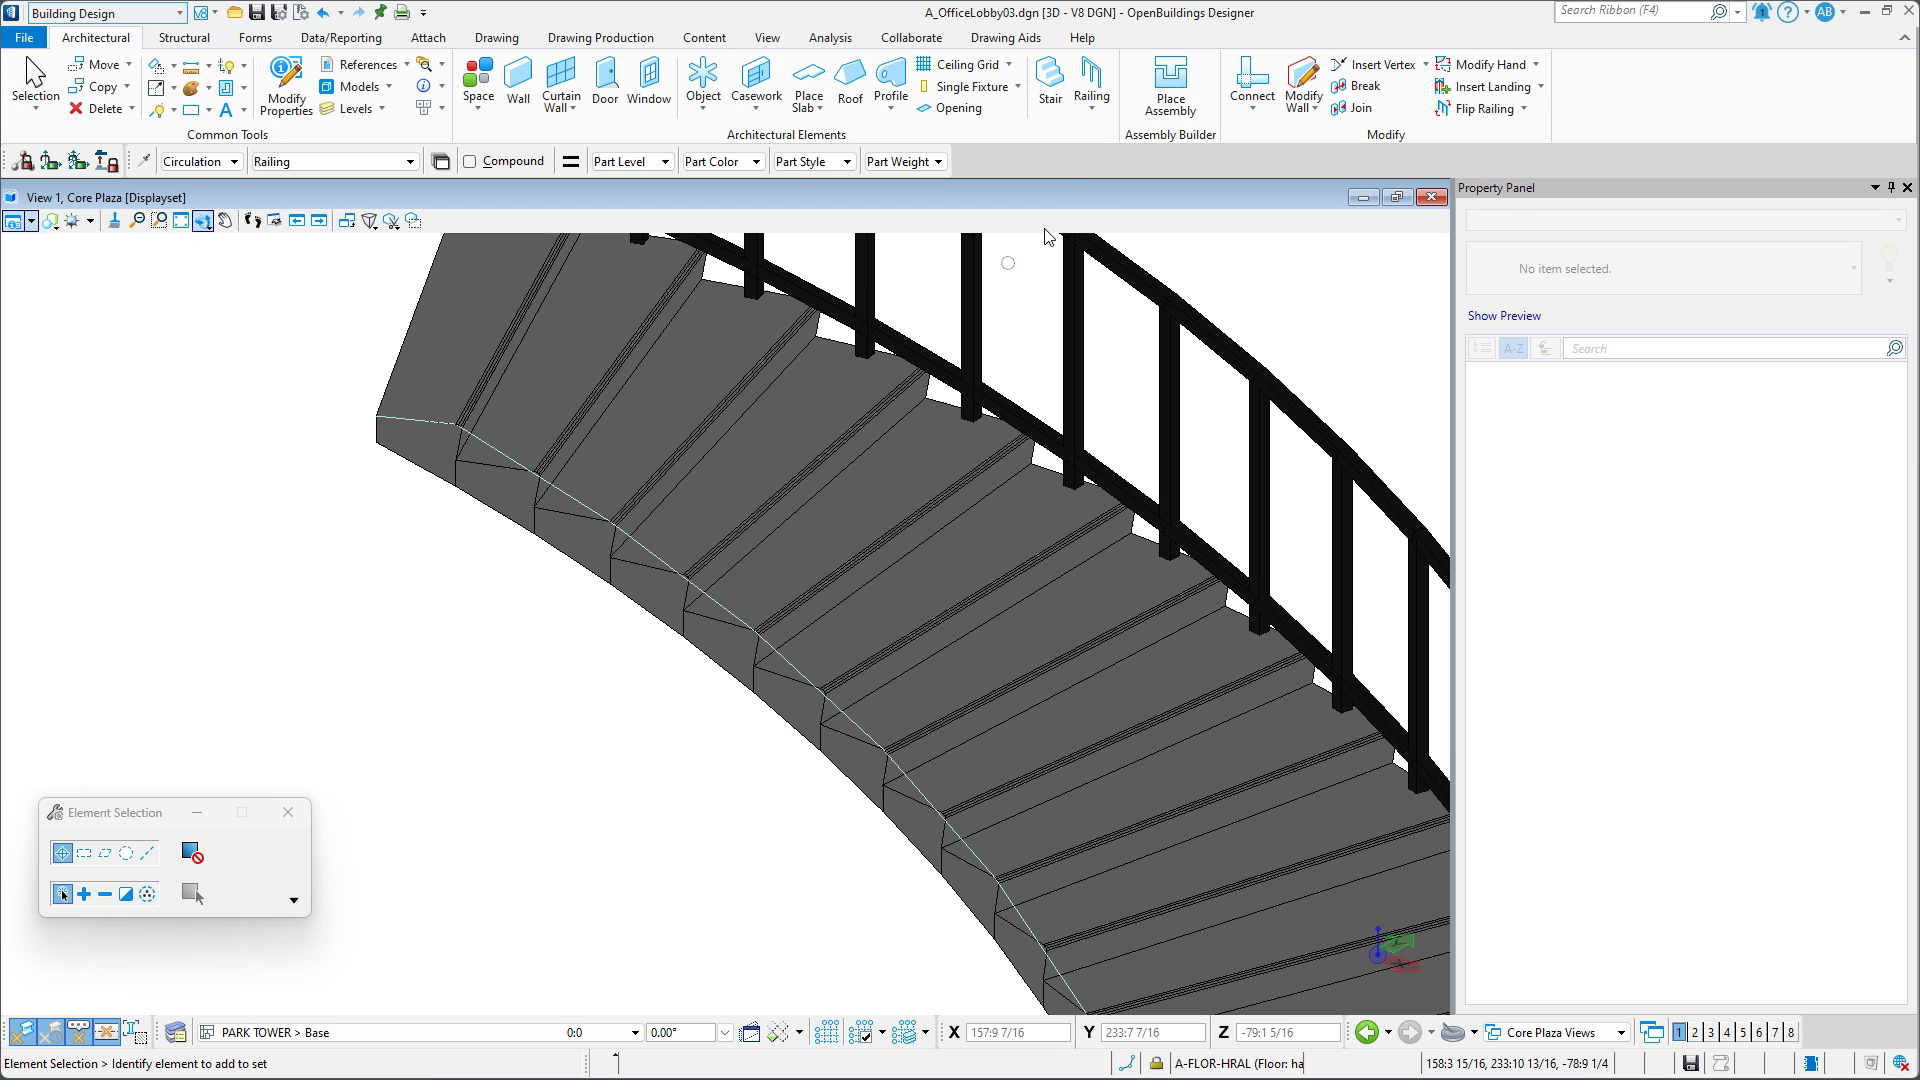 Building Design
A_OfficeLobby03.dgn [3D - V8 DGN] - OpenBuildings Designer
Search Ribbon (F4)
AB
File
Architectural
Structural
Forms
Data/Reporting
Attach
Drawing
Drawing Production
Content
View
Analysis
Collaborate
Drawing Aids
Help
Selection
Move
Copy
Delete
Modify Properties
References
Models
Levels
Common Tools
Space
Wall
Curtain Wall
Door
Window
Object
Casework
Place Slab
Roof
Profile
Ceiling Grid
Single Fixture
Opening
Stair
Railing
Architectural Elements
Place Assembly
Assembly Builder
Connect
Modify Wall
Insert Vertex
Break
Join
Modify Hand
Insert Landing
Flip Railing
Modify
Circulation
Railing
Compound
Part Level
Part Color
Part Style
Part Weight
View 1, Core Plaza [Displayset]
Property Panel
No item selected.
Show Preview
A-Z
Search
Element Selection
PARK TOWER > Base
0:0
0.00°
X 157:9 7/16
Y 233:7 7/16
Z -79:1 5/16
Core Plaza Views
1 2 3 4 5 6 7 8
Element Selection > Identify element to add to set
A-FLOR-HRAL (Floor: ha
158:3 15/16, 233:10 13/16, -78:9 1/4